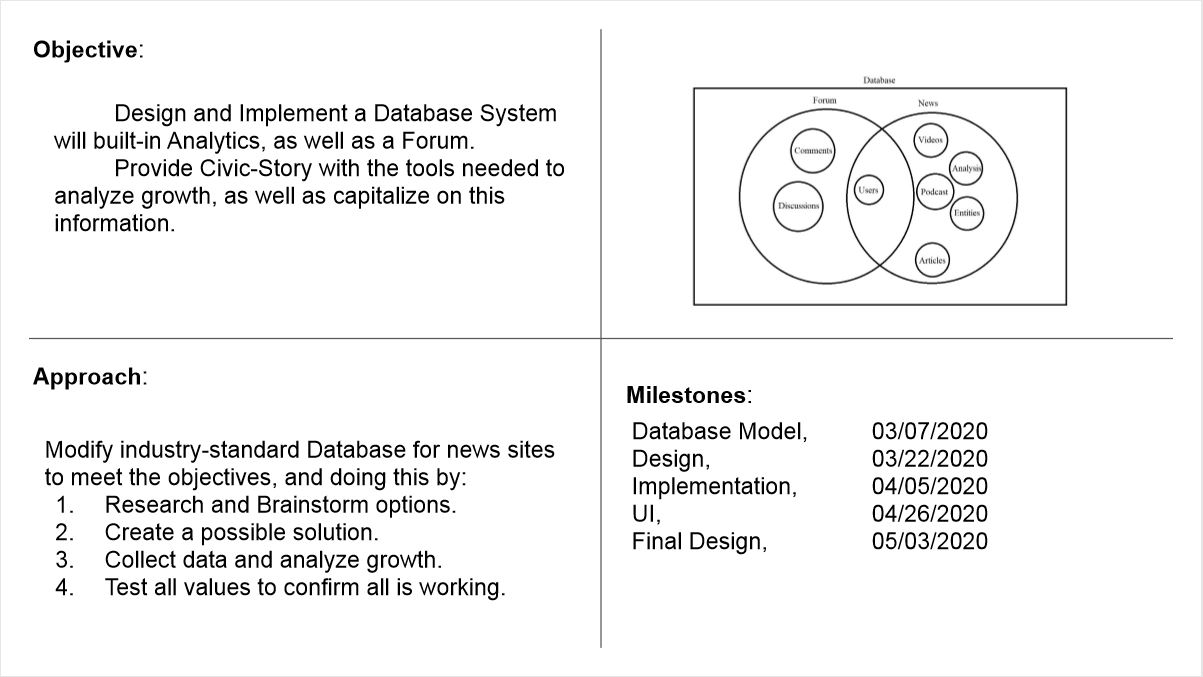 Objective:
Design and Implement a Database System
will built-in Analytics, as well as a Forum.
Provide Civic-Story with the tools needed to
analyze growth, as well as capitalize on this
information.
Database
Forum
News
Comments
Discussions
Users
Videos
Analysis
Podcast
Entities
Articles
Approach:
Modify industry-standard Database for news sites
to meet the objectives, and doing this by:
1. Research and Brainstorm options.
2. Create a possible solution.
3. Collect data and analyze growth.
4. Test all values to confirm all is working.
Milestones:
Database Model, 03/07/2020
Design, 03/22/2020
Implementation, 04/05/2020
UI, 04/26/2020
Final Design, 05/03/2020